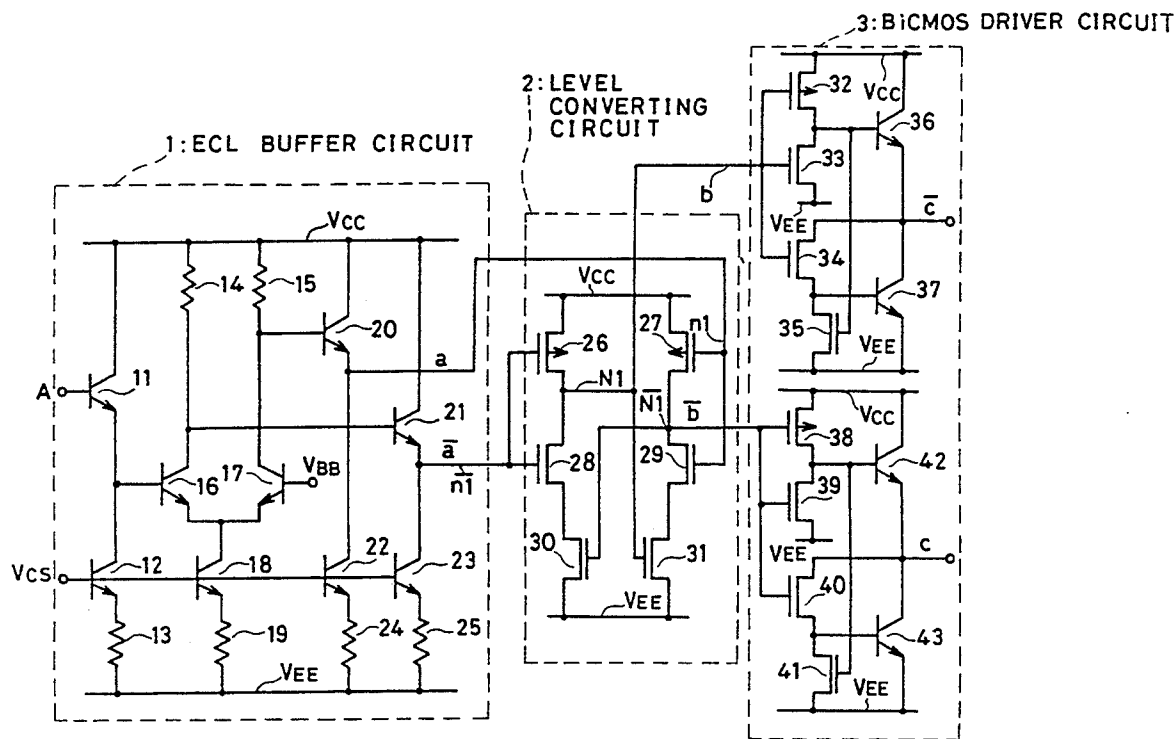 3:BiCMOS DRIVER CIRCUIT
2:LEVEL
CONVERTING
CIRCUIT
1:ECL BUFFER CIRCUIT
VCC
14
15
20
a
11
A
21
a̅
n̅1̅
16
17
VBB
VCS
12
18
22
23
13
19
24
25
VEE
VCC
26
27
n1
N1
N̅1̅
b̅
28
29
30
31
VEE
b
32
VCC
36
33
VEE
c̅
34
37
35
VEE
VCC
38
42
39
VEE
c
40
43
41
VEE